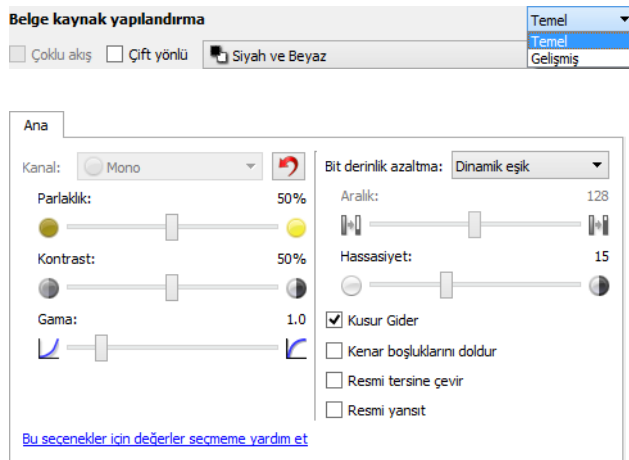 Belge kaynak yapılandırma Temel
Temel
Çoklu akış Çift yönlü Siyah ve Beyaz Gelişmiş
Ana
Kanal: Mono Bit derinlik azaltma: Dinamik eşik
Parlaklık: 50% Aralik: 128
Kontrast: 50% Hassasiyet: 15
Gama: 1.0 Kusur Gider
Kenar boşluklarını doldur
Resmi tersine çevir
Resmi yansıt
Bu seçenekler için değerler seçmeme yardım et